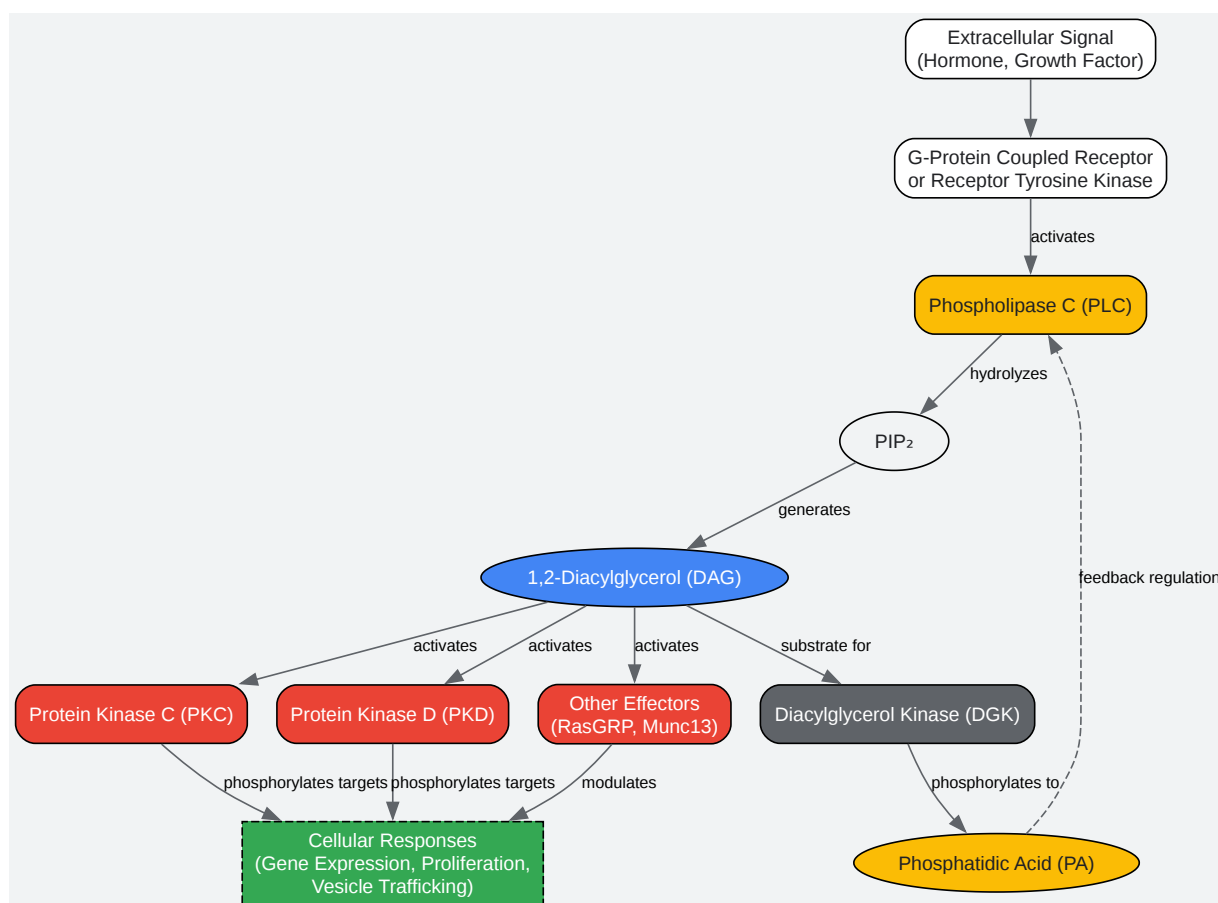 Extracellular Signal
(Hormone, Growth Factor)
G-Protein Coupled Receptor
or Receptor Tyrosine Kinase
activates
Phospholipase C (PLC)
hydrolyzes
PIP₂
generates
1,2-Diacylglycerol (DAG)
feedback regulation
activates
activates
activates
substrate for
Protein Kinase C (PKC)
Protein Kinase D (PKD)
Other Effectors
(RasGRP, Munc13)
Diacylglycerol Kinase (DGK)
phosphorylates targets
phosphorylates targets
modulates
phosphorylates to
Cellular Responses
(Gene Expression, Proliferation,
Vesicle Trafficking)
Phosphatidic Acid (PA)